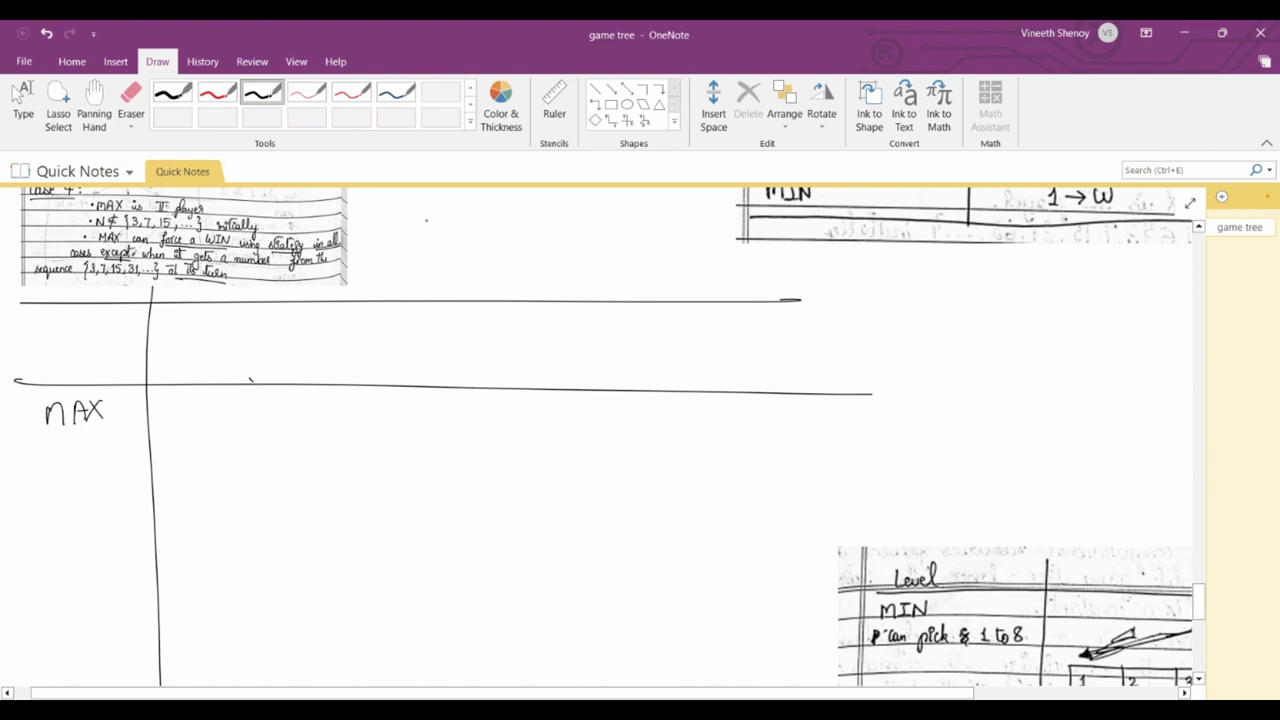 game tree - OneNote
Vineeth Shenoy
VS
File
Home
Insert
Draw
History
Review
View
Help
Type
Lasso Select
Panning Hand
Eraser
Color & Thickness
Ruler
Insert Space
Delete
Arrange
Rotate
Ink to Shape
Ink to Text
Ink to Math
Math Assistant
Tools
Stencils
Shapes
Edit
Convert
Math
Quick Notes
Quick Notes
Search (Ctrl+E)
game tree
Case 4:
• MAX is II player
• N ∉ {3,7,15,...} initially
• MAX can force a WIN using strategy in all
cases except when it gets a number from the
sequence {3,7,15,31,...} at its turn
MIN 1→W
MAX
Level
MIN
can pick 1 to 8
1 2 3